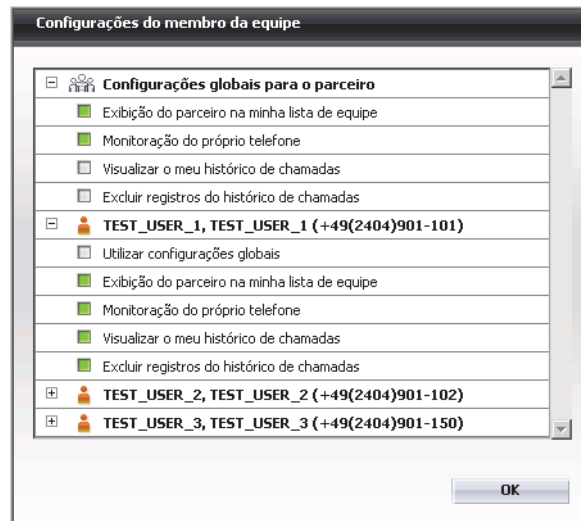 Configurações do membro da equipe
Configurações globais para o parceiro
Exibição do parceiro na minha lista de equipe
Monitoração do próprio telefone
Visualizar o meu histórico de chamadas
Excluir registros do histórico de chamadas
TEST_USER_1, TEST_USER_1 (+49(2404)901-101)
Utilizar configurações globais
Exibição do parceiro na minha lista de equipe
Monitoração do próprio telefone
Visualizar o meu histórico de chamadas
Excluir registros do histórico de chamadas
TEST_USER_2, TEST_USER_2 (+49(2404)901-102)
TEST_USER_3, TEST_USER_3 (+49(2404)901-150)
OK